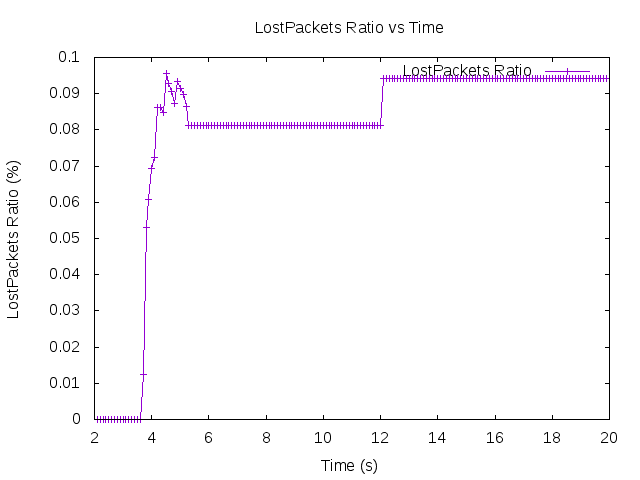 LostPackets Ratio vs Time
LostPackets Ratio
0.1
0.09
0.08
0.07
0.06
0.05
0.04
0.03
0.02
0.01
0
LostPackets Ratio (%)
2 4 6 8 10 12 14 16 18 20
Time (s)